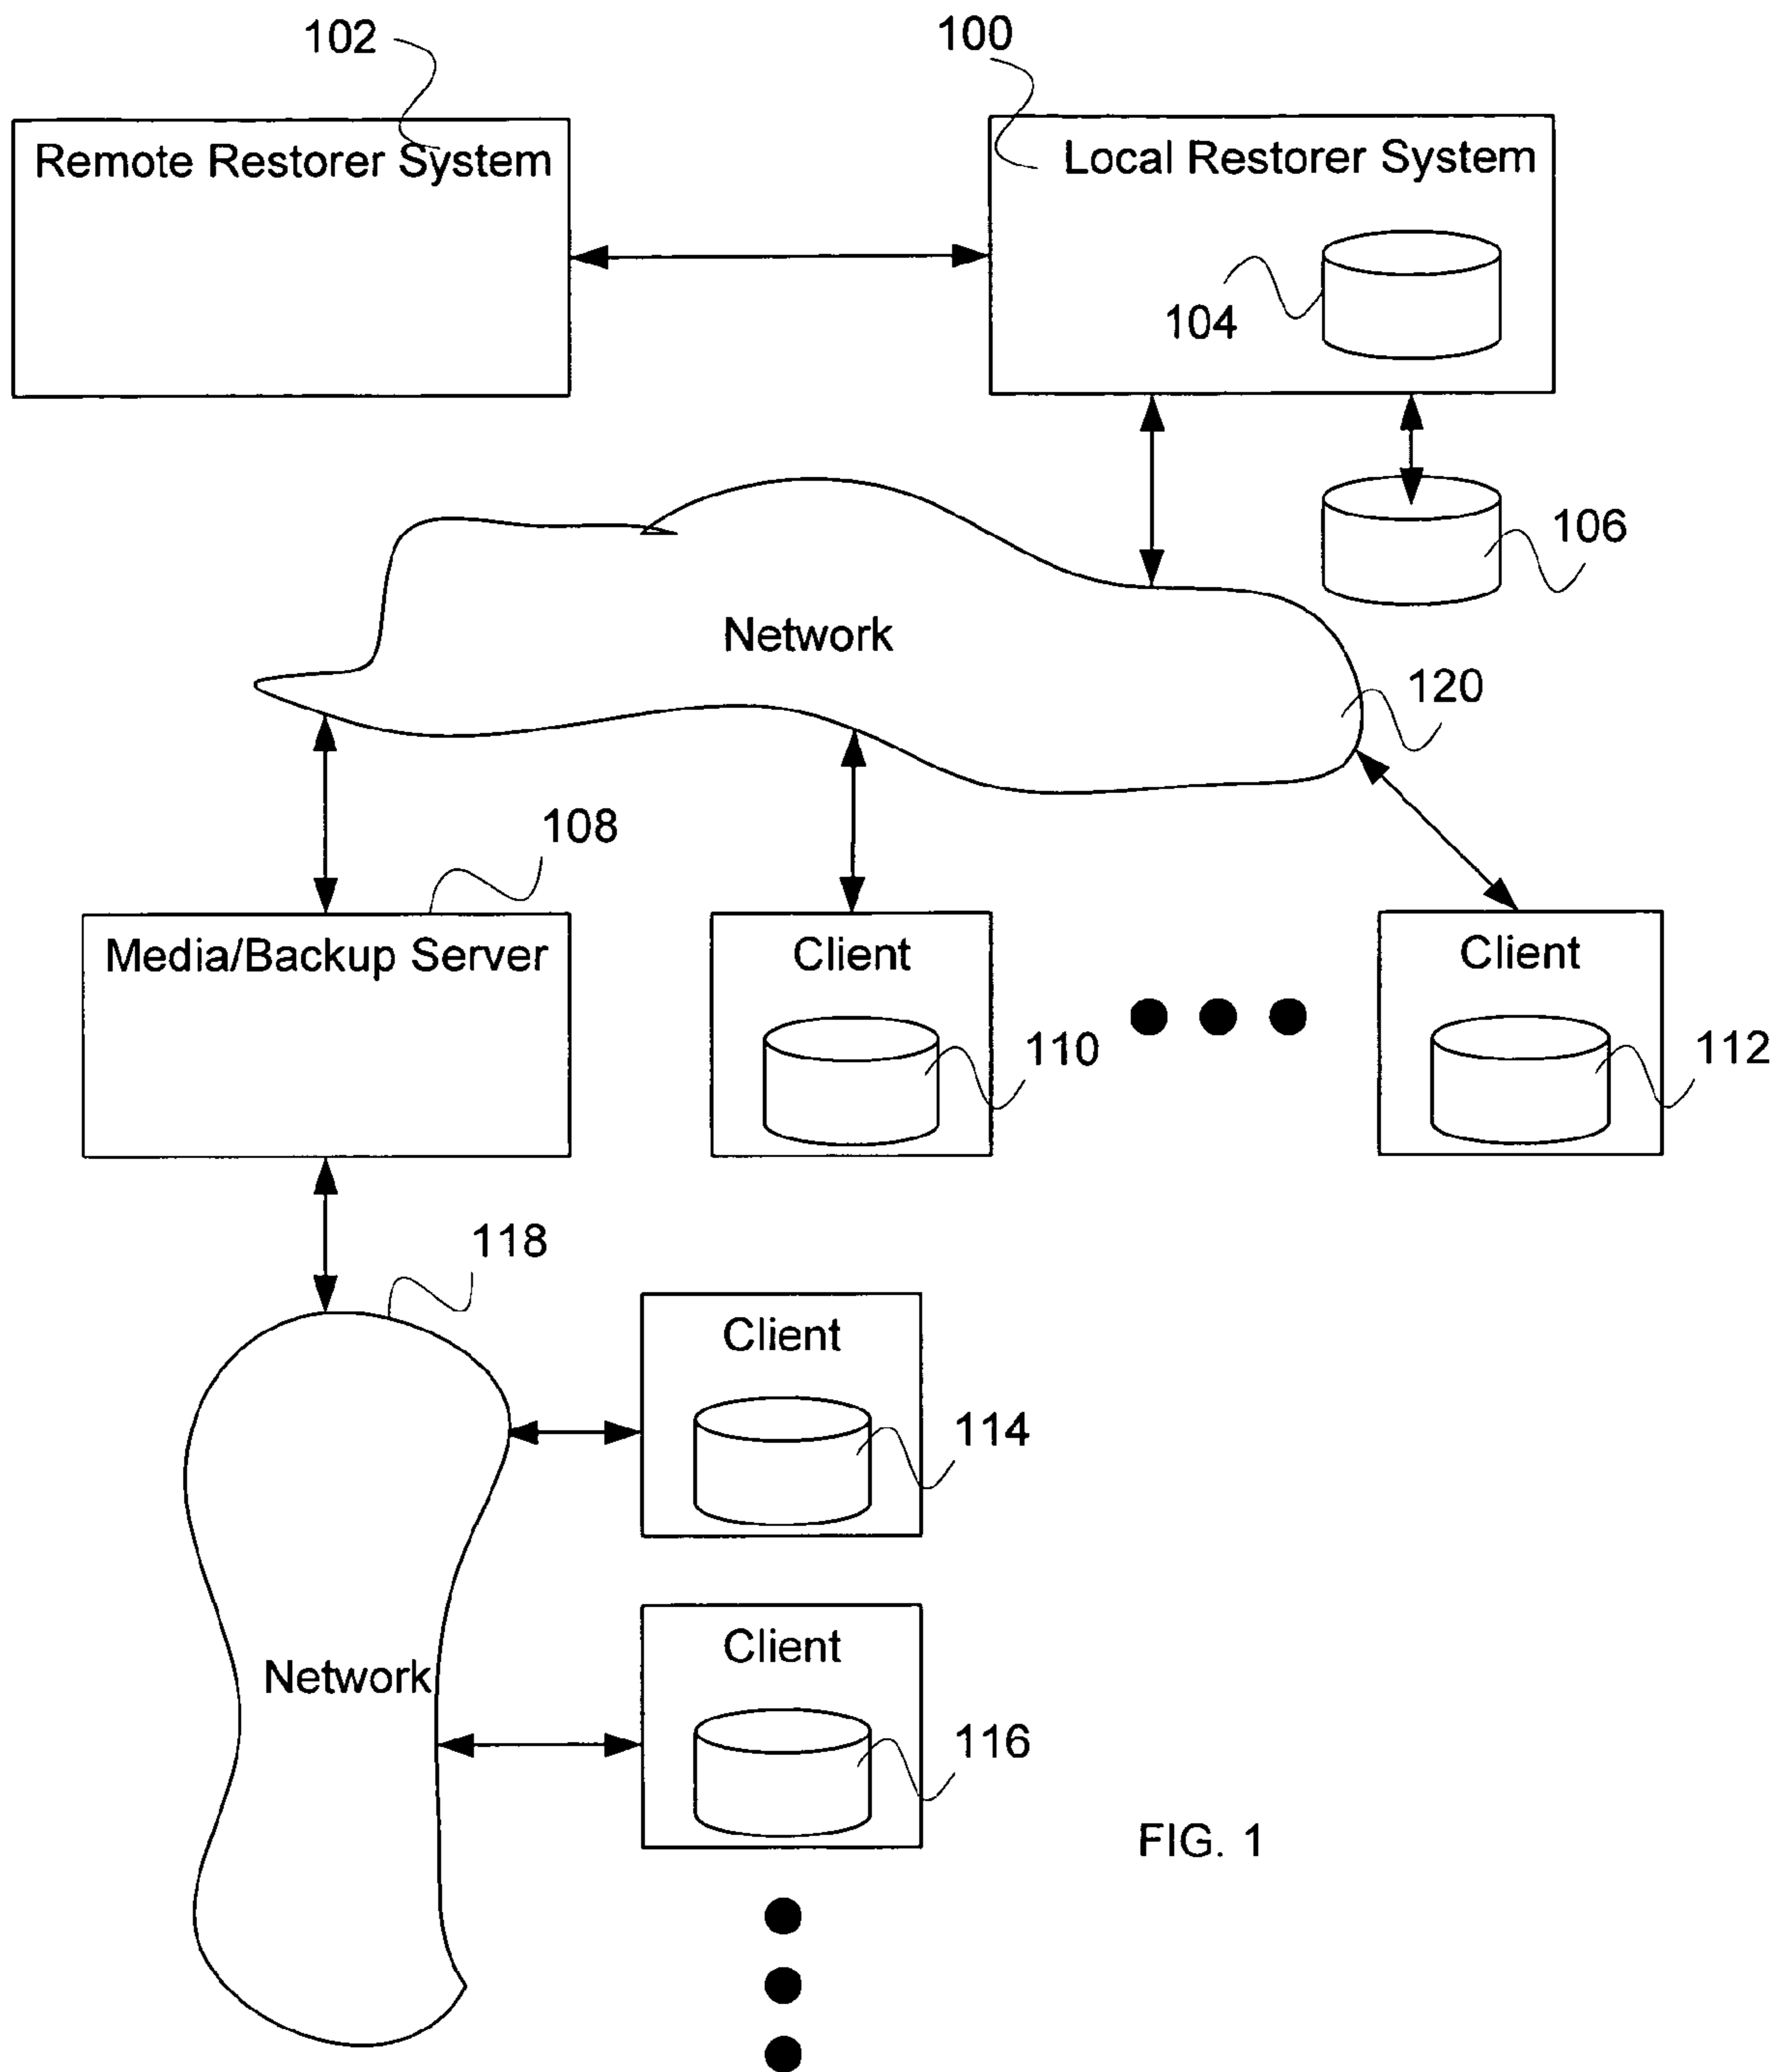 102
100
Remote Restorer System
Local Restorer System
104
106
Network
120
108
Media/Backup Server
Client
Client
110
112
118
Client
114
Client
Network
116
FIG. 1